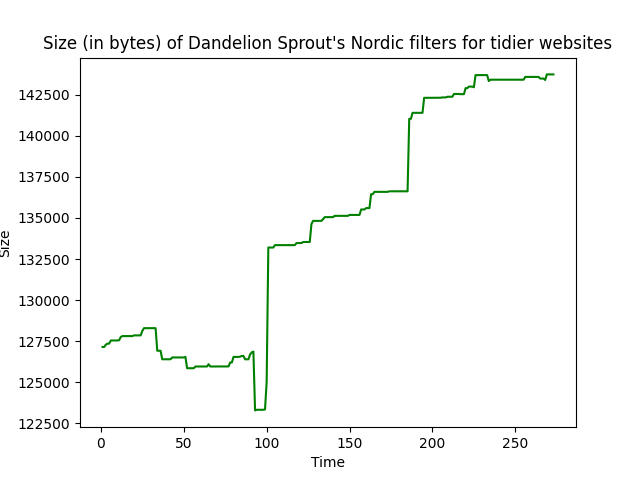 Size (in bytes) of Dandelion Sprout's Nordic filters for tidier websites
142500
140000
137500
135000
132500
130000
127500
125000
122500
Size
0 50 100 150 200 250
Time